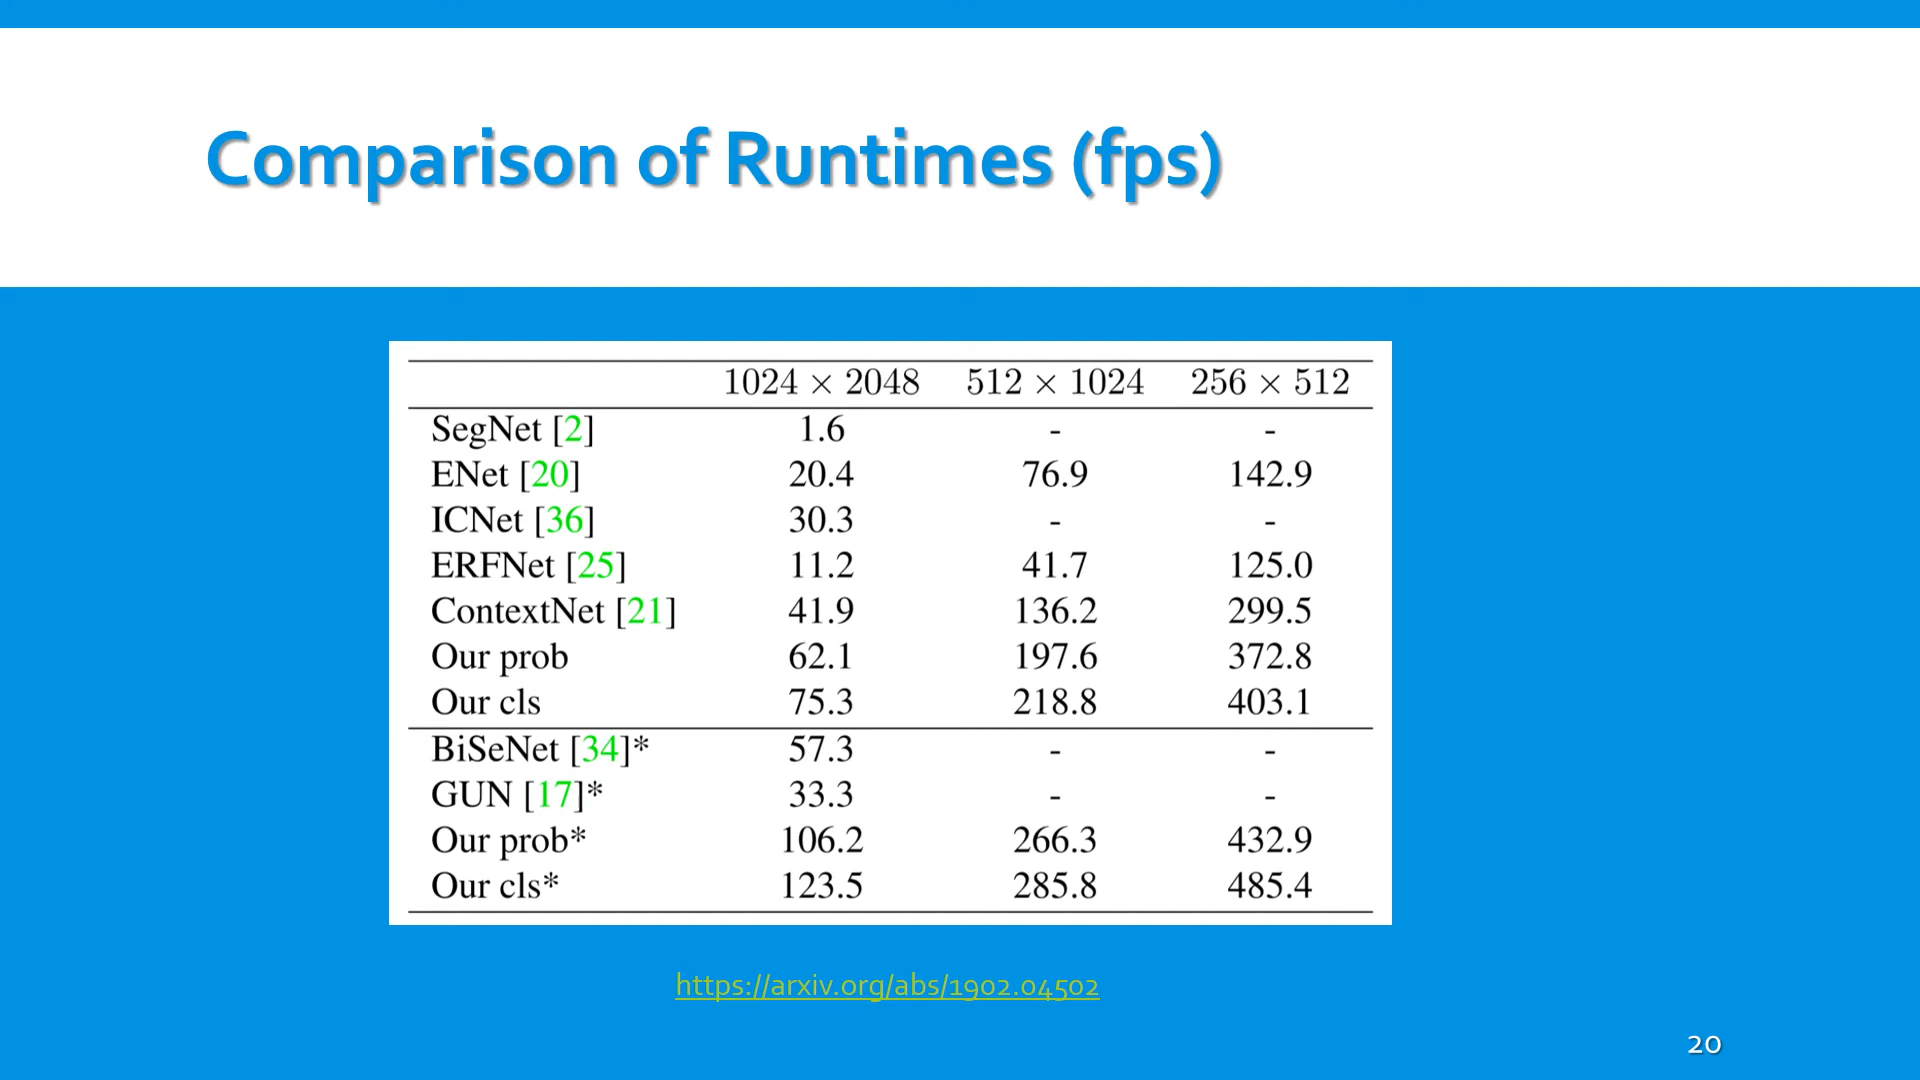 Comparison of Runtimes (fps)
1024 × 2048 512 × 1024 256 × 512
SegNet [2] 1.6 - -
ENet [20] 20.4 76.9 142.9
ICNet [36] 30.3 - -
ERFNet [25] 11.2 41.7 125.0
ContextNet [21] 41.9 136.2 299.5
Our prob 62.1 197.6 372.8
Our cls 75.3 218.8 403.1
BiSeNet [34]* 57.3 - -
GUN [17]* 33.3 - -
Our prob* 106.2 266.3 432.9
Our cls* 123.5 285.8 485.4
https://arxiv.org/abs/1902.04502
20